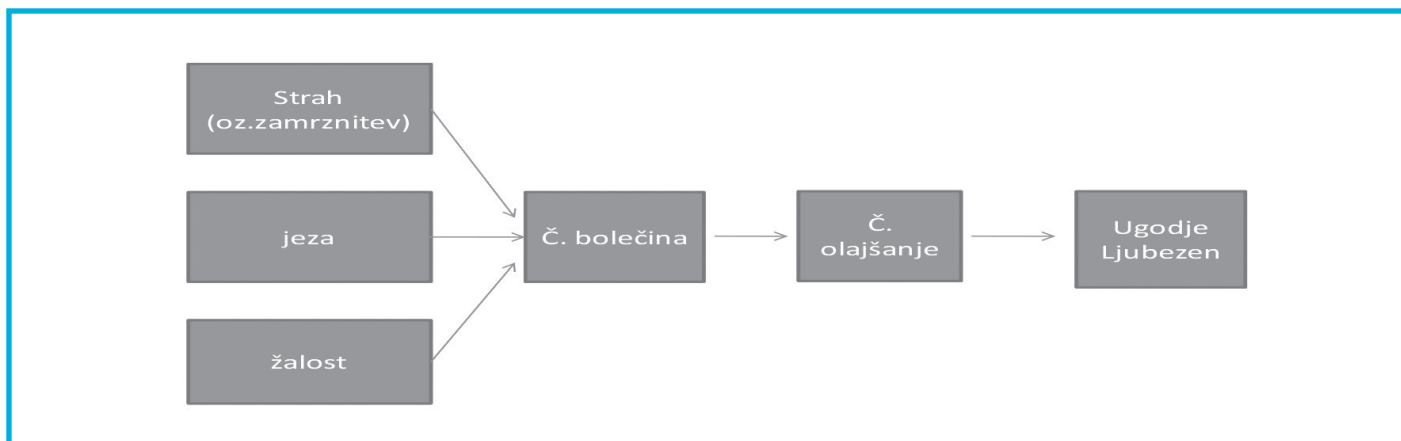 Strah
(oz.zamrznitev)
jeza
žalost
Č. bolečina
Č.
olajšanje
Ugodje
Ljubezen